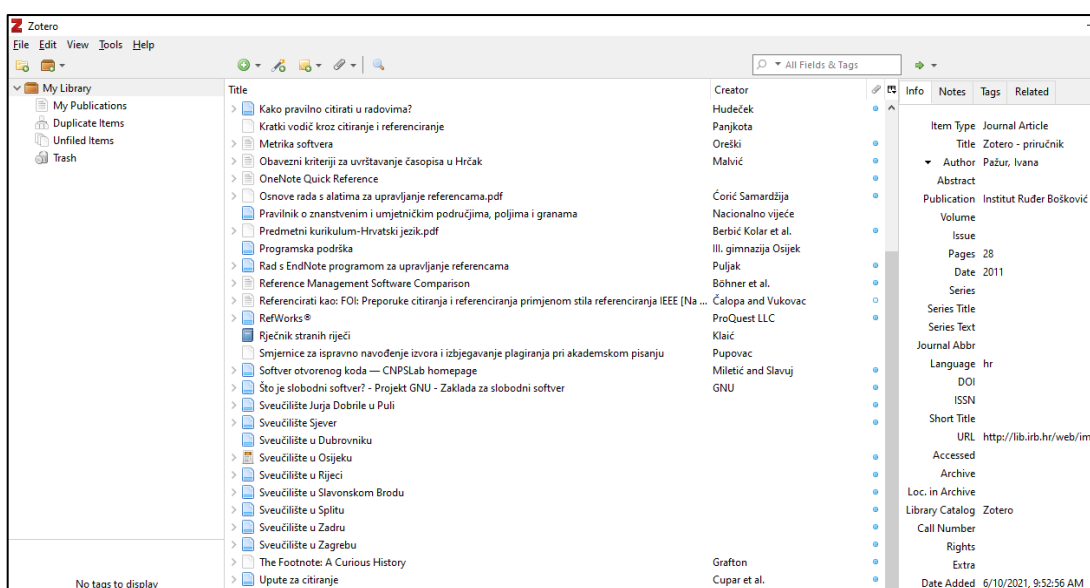 Zotero
File Edit View Tools Help
All Fields & Tags
My Library
My Publications
Duplicate Items
Unfiled Items
Trash
No tags to display
Title Creator
Kako pravilno citirati u radovima? Hudeček
Kratki vodič kroz citiranje i referenciranje Panjkota
Metrika softvera Oreški
Obavezni kriteriji za uvrštavanje časopisa u Hrčak Malvić
OneNote Quick Reference
Osnove rada s alatima za upravljanje referencama.pdf Ćorić Samardžija
Pravilnik o znanstvenim i umjetničkim područjima, poljima i granama Nacionalno vijeće
Predmetni kurikulum-Hrvatski jezik.pdf Berbić Kolar et al.
Programska podrška III. gimnazija Osijek
Rad s EndNote programom za upravljanje referencama Puljak
Reference Management Software Comparison Böhner et al.
Referencirati kao: FOI: Preporuke citiranja i referenciranja primjenom stila referenciranja IEEE [Na ... Čalopa and Vukovac
RefWorks® ProQuest LLC
Rječnik stranih riječi Klaić
Smjernice za ispravno navođenje izvora i izbjegavanje plagiranja pri akademskom pisanju Pupovac
Softver otvorenog koda — CNPSLab homepage Miletić and Slavuj
Što je slobodni softver? - Projekt GNU - Zaklada za slobodni softver GNU
Sveučilište Jurja Dobrile u Puli
Sveučilište Sjever
Sveučilište u Dubrovniku
Sveučilište u Osijeku
Sveučilište u Rijeci
Sveučilište u Slavonskom Brodu
Sveučilište u Splitu
Sveučilište u Zadru
Sveučilište u Zagrebu
The Footnote: A Curious History Grafton
Upute za citiranje Cupar et al.
Info Notes Tags Related
Item Type Journal Article
Title Zotero - priručnik
Author Pažur, Ivana
Abstract
Publication Institut Ruđer Bošković
Volume
Issue
Pages 28
Date 2011
Series
Series Title
Series Text
Journal Abbr
Language hr
DOI
ISSN
Short Title
URL http://lib.irb.hr/web/im
Accessed
Archive
Loc. in Archive
Library Catalog Zotero
Call Number
Rights
Extra
Date Added 6/10/2021, 9:52:56 AM